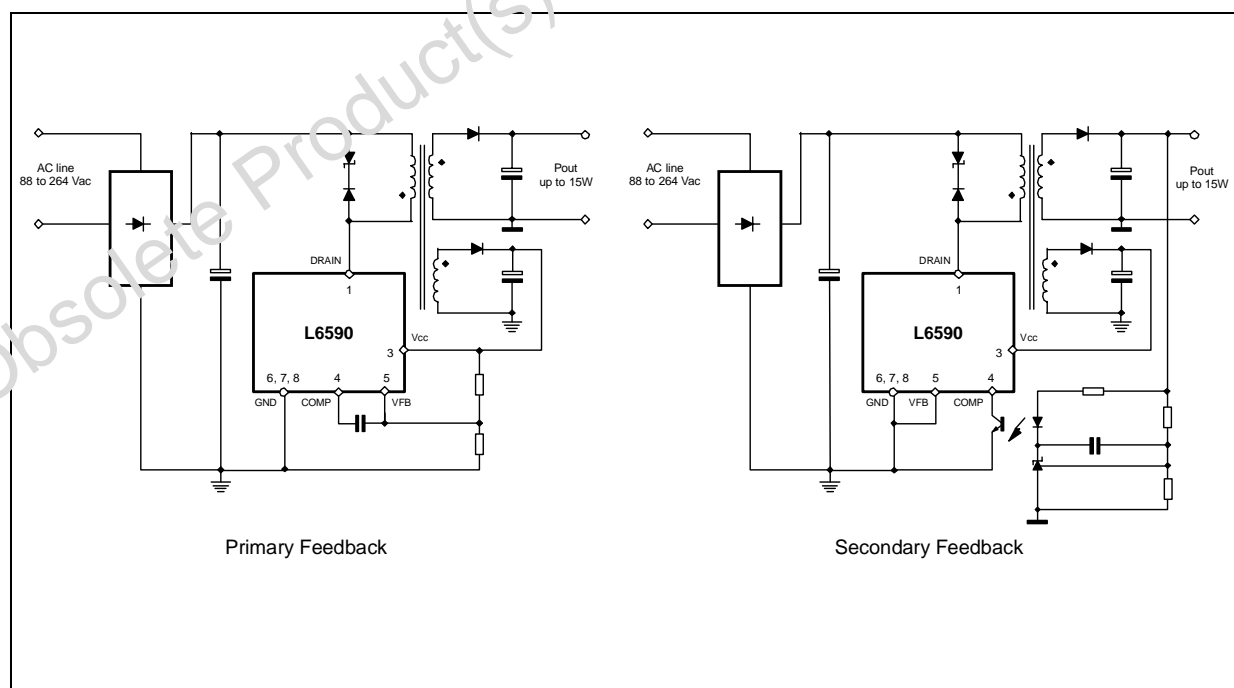 Obsolete Product(s)
AC line
88 to 264 Vac
Pout
up to 15W
DRAIN
1
L6590
Vcc
3
6, 7, 8
4
5
GND
COMP
VFB
Primary Feedback
AC line
88 to 264 Vac
Pout
up to 15W
DRAIN
1
L6590
Vcc
3
6, 7, 8
5
4
GND
VFB
COMP
Secondary Feedback